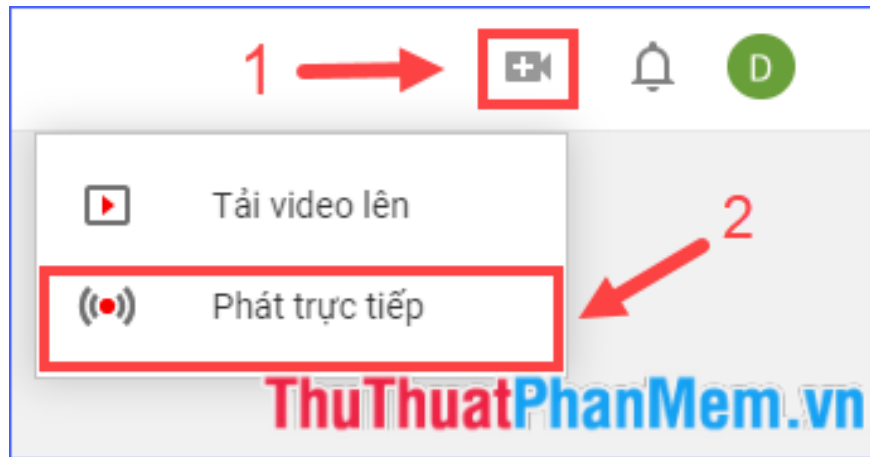 1
D
Tải video lên
2
Phát trực tiếp
ThuThuatPhanMem.vn